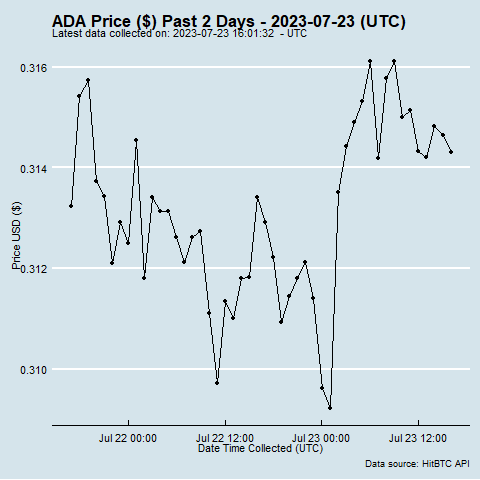 ADA Price ($) Past 2 Days - 2023-07-23 (UTC)
Latest data collected on: 2023-07-23 16:01:32 - UTC
0.316
0.314
0.312
0.310
Price USD ($)
Jul 22 00:00
Jul 22 12:00
Jul 23 00:00
Jul 23 12:00
Date Time Collected (UTC)
Data source: HitBTC API